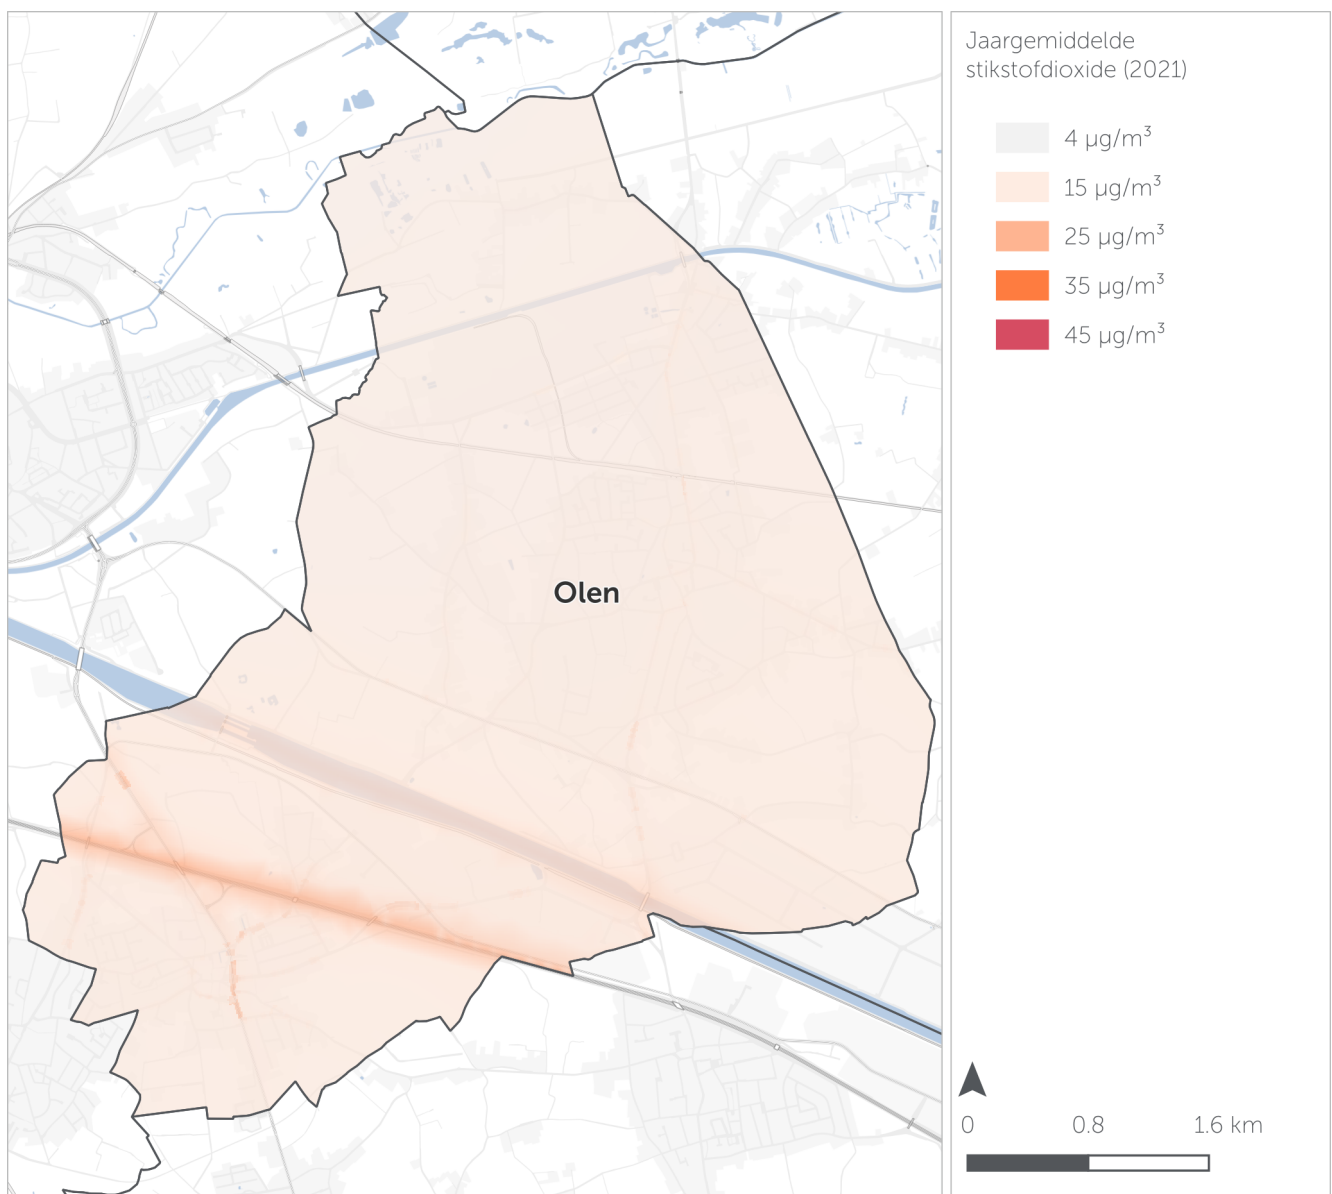 Jaargemiddelde
stikstofdioxide (2021)
4 µg/m³
15 µg/m³
25 µg/m³
35 µg/m³
45 µg/m³
Olen
0 0.8 1.6 km